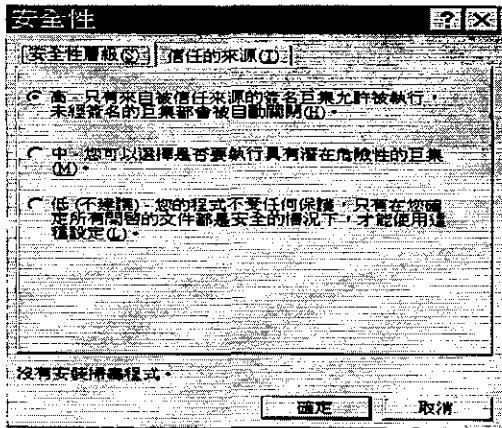 安全性
安全性層級(S) 信任的來源(T)
高 - 只有來自被信任來源的簽名巨集允許被執行，
未經簽名的巨集都會被自動關閉(H)。
中 - 您可以選擇是否要執行具有潛在危險性的巨集
(M)。
低 (不建議) - 您的程式不受任何保護，只有在您確
定所有開啟的文件都是安全的情況下，才能使用這
種設定(L)。
沒有安裝掃毒程式。
確定 取消